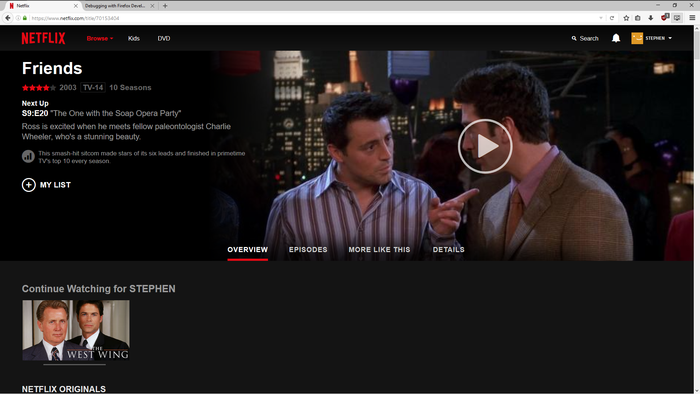 Netflix
Debugging with Firefox Devel...
https://www.netflix.com/title/70153404
NETFLIX
Browse
Kids
DVD
Search
STEPHEN
Friends
2003 TV-14 10 Seasons
Next Up
S9:E20 "The One with the Soap Opera Party"
Ross is excited when he meets fellow paleontologist Charlie
Wheeler, who's a stunning beauty.
This smash-hit sitcom made stars of its six leads and finished in primetime
TV's top 10 every season.
MY LIST
OVERVIEW
EPISODES
MORE LIKE THIS
DETAILS
Continue Watching for STEPHEN
THE
WEST WING
NETFLIX ORIGINALS